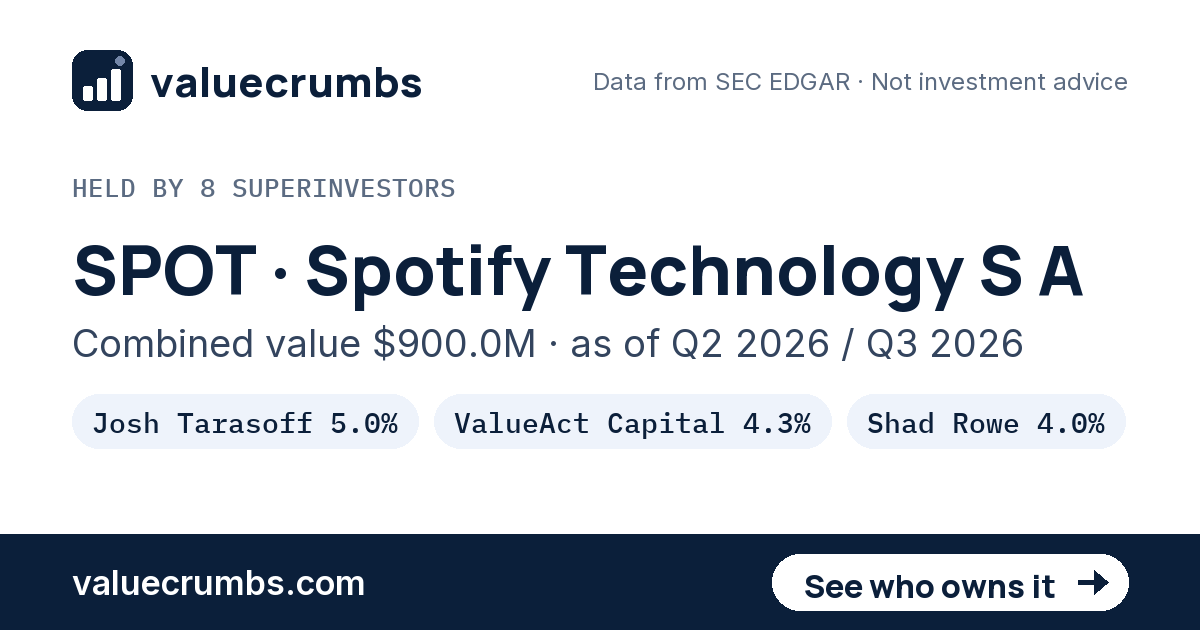 valuecrumbs
Data from SEC EDGAR · Not investment advice
HELD BY 8 SUPERINVESTORS
SPOT · Spotify Technology S A
Combined value $900.0M · as of Q2 2026 / Q3 2026
Josh Tarasoff 5.0%
ValueAct Capital 4.3%
Shad Rowe 4.0%
valuecrumbs.com
See who owns it →